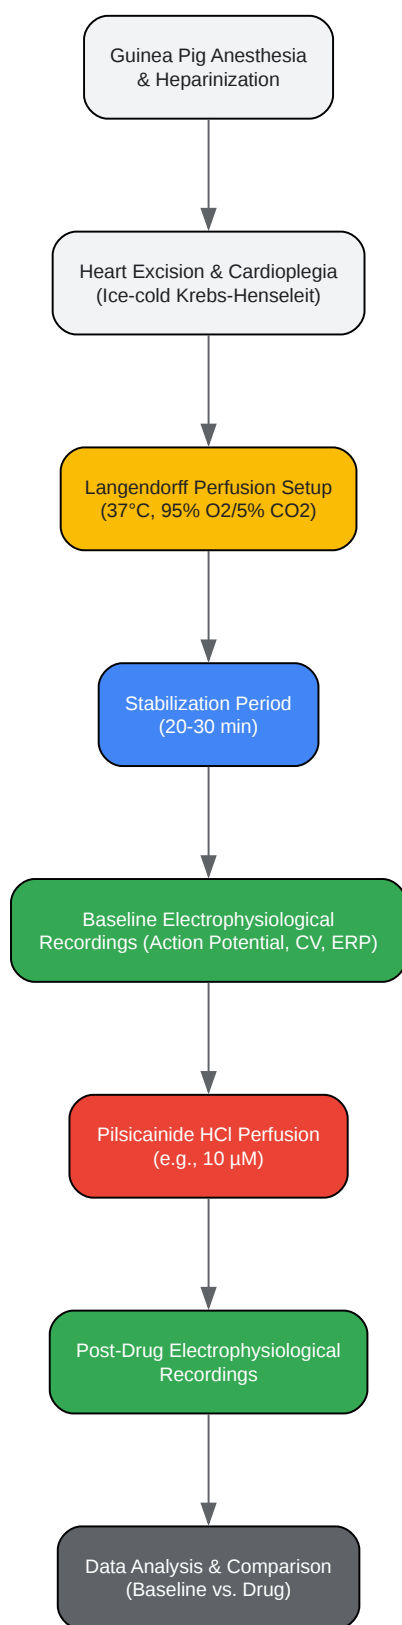 Guinea Pig Anesthesia
& Heparinization
Heart Excision & Cardioplegia
(Ice-cold Krebs-Henseleit)
Langendorff Perfusion Setup
(37°C, 95% O2/5% CO2)
Stabilization Period
(20-30 min)
Baseline Electrophysiological
Recordings (Action Potential, CV, ERP)
Pilsicainide HCl Perfusion
(e.g., 10 µM)
Post-Drug Electrophysiological
Recordings
Data Analysis & Comparison
(Baseline vs. Drug)